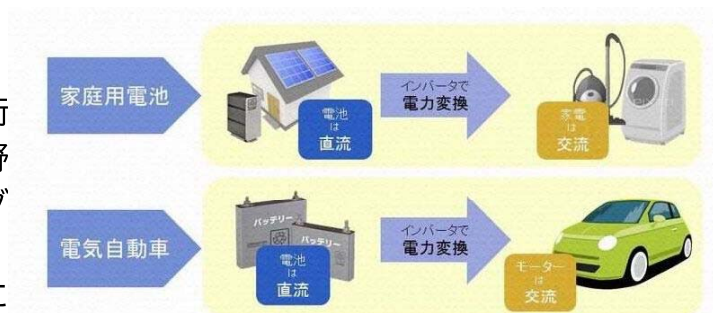 家庭用電池
電池
は
直流
インバータで
電力変換
家電
は
交流
電気自動車
バッテリー
バッテリー
電池
は
直流
インバータで
電力変換
モーター
は
交流